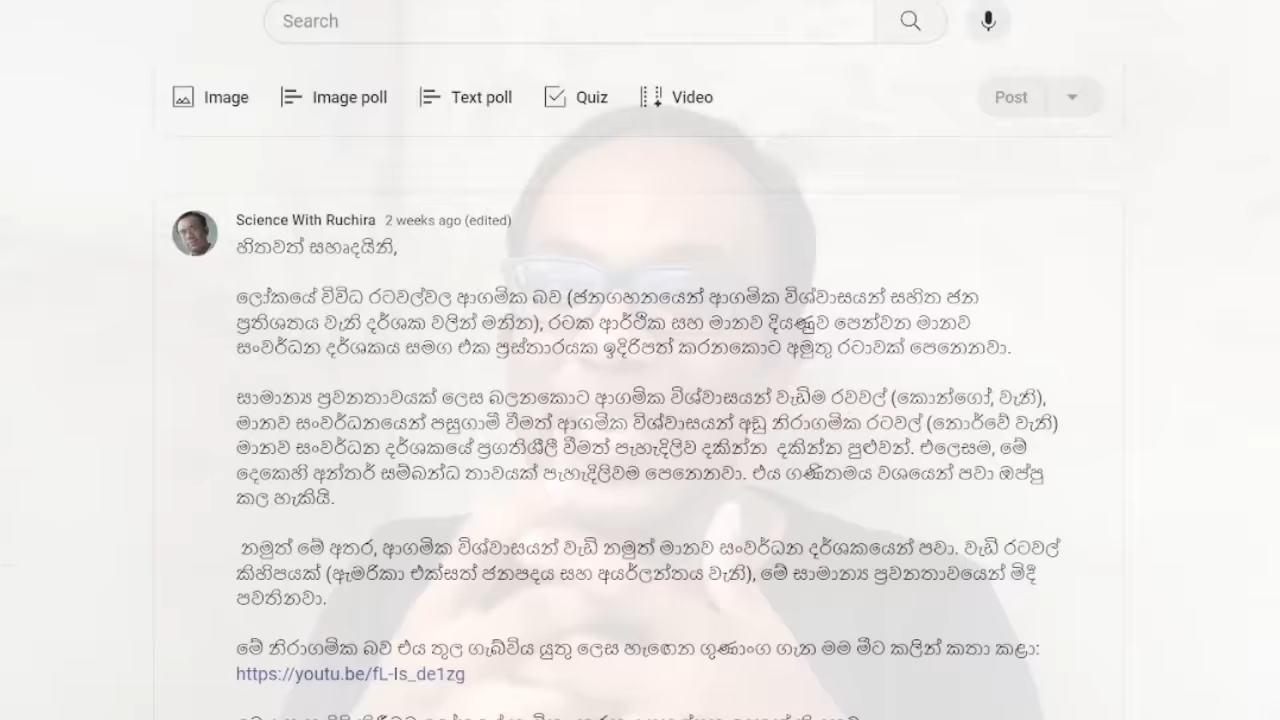 Search
Image
Image poll
Text poll
Quiz
Video
Post
Science With Ruchira 2 weeks ago (edited)
හිතවත් සහෘදයිනි,
ලෝකයේ විවිධ රටවල්වල ආගමික බව (ජනගහනයෙන් ආගමික විශ්වාසයන් සහිත ජන
ප්‍රතිශතය වැනි දර්ශක වලින් මනින), රටක ආර්ථික සහ මානව දියුණුව පෙන්වන මානව
සංවර්ධන දර්ශකය සමග එක ප්‍රස්තාරයක ඉදිරිපත් කරනකොට අමුතු රටාවක් පෙනෙනවා.
සාමාන්‍ය ප්‍රවනතාවයක් ලෙස බලනකොට ආගමික විශ්වාසයන් වැඩිම රවවල් (කොන්ගෝ, වැනි),
මානව සංවර්ධනයෙන් පසුගාමී වීමත් ආගමික විශ්වාසයන් අඩු නිරාගමික රටවල් (නොර්වේ වැනි)
මානව සංවර්ධන දර්ශකයේ ප්‍රගතිශීලී වීමත් පැහැදිලිව දකින්න දකින්න පුළුවන්. එලෙසම, මේ
දෙකෙහි අන්තර් සම්බන්ධ තාවයක් පැහැදිලිවම පෙනෙනවා. එය ගණිතමය වශයෙන් පවා ඔප්පු
කල හැකියි.
නමුත් මේ අතර, ආගමික විශ්වාසයන් වැඩි නමුත් මානව සංවර්ධන දර්ශකයෙන් පවා. වැඩි රටවල්
කිහිපයක් (ඇමරිකා එක්සත් ජනපදය සහ අයර්ලන්තය වැනි), මේ සාමාන්‍ය ප්‍රවනතාවයෙන් මිදී
පවතිනවා.
මේ නිරාගමික බව එය තුල ගැබ්විය යුතු ලෙස හැඟෙන ගුණාංග ගැන මම මීට කලින් කතා කළා:
https://youtu.be/fL-Is_de1zg